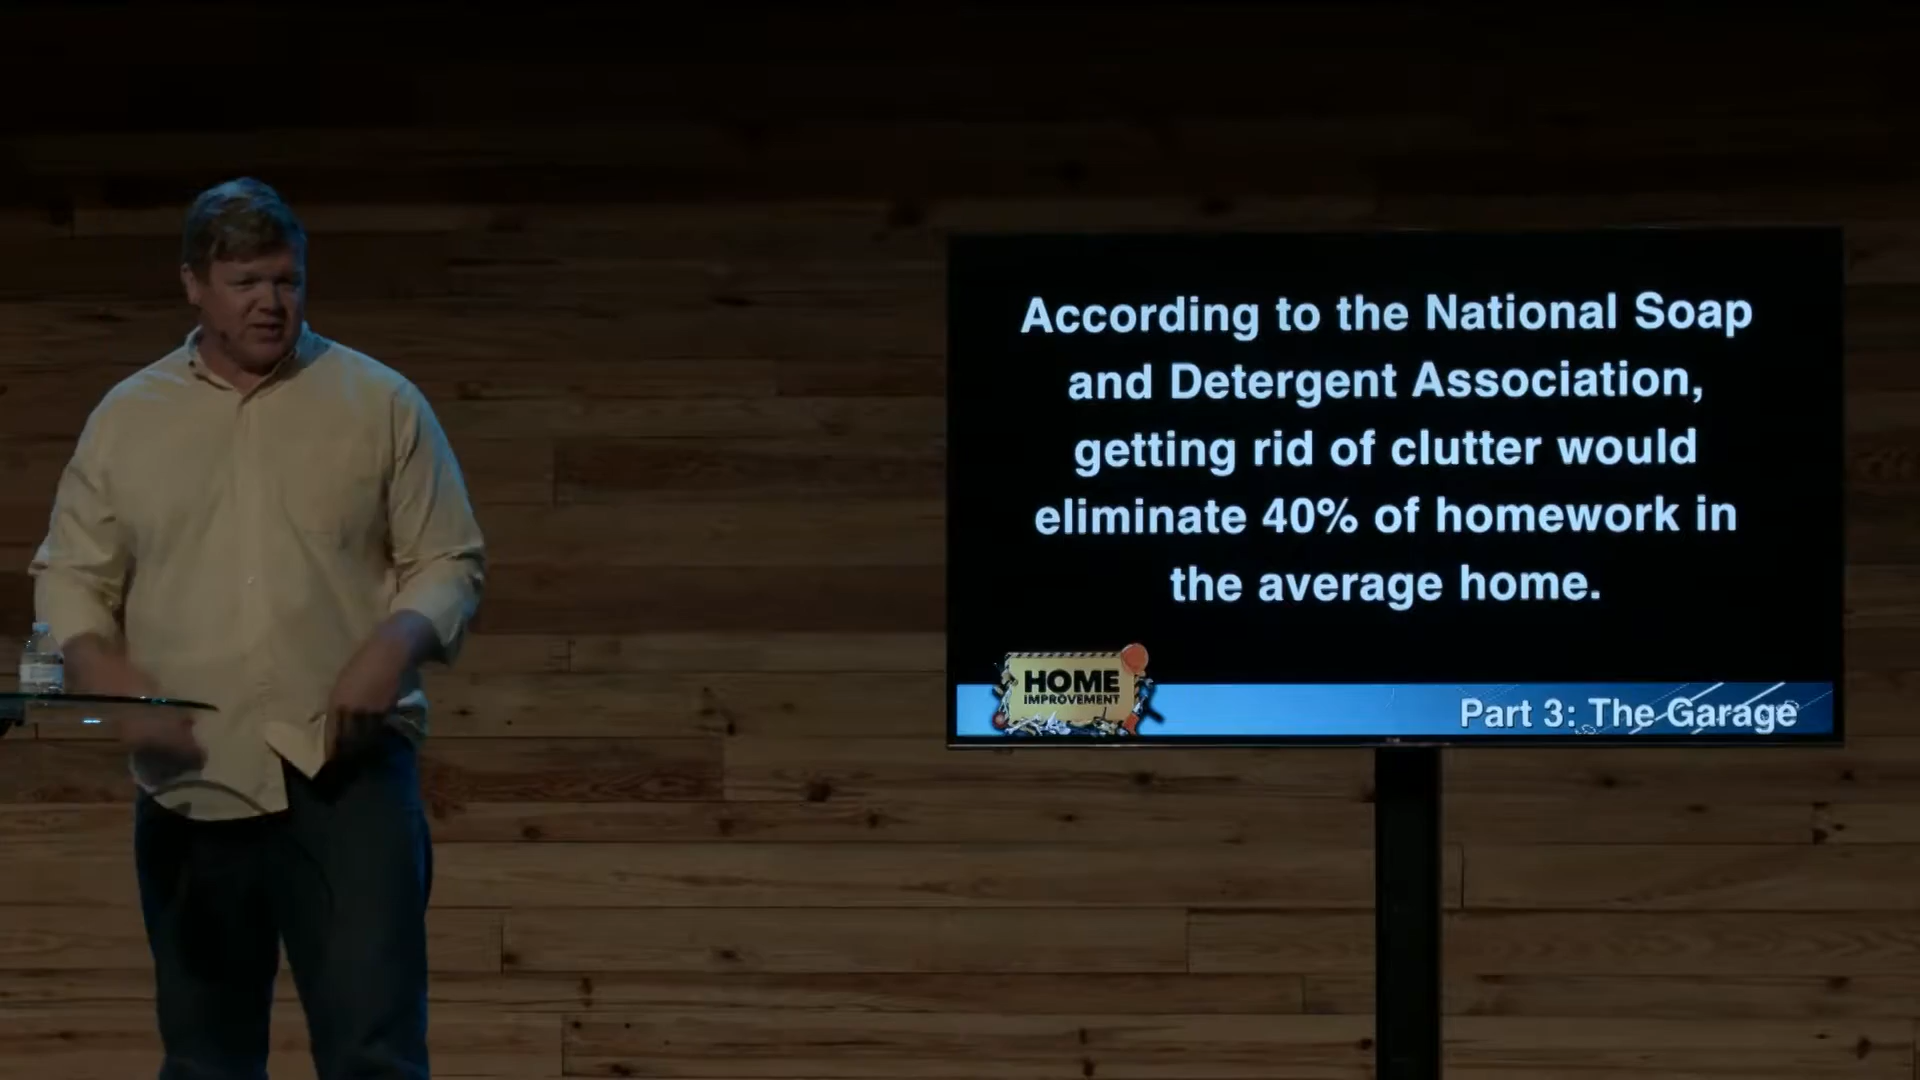 According to the National Soap
and Detergent Association,
getting rid of clutter would
eliminate 40% of homework in
the average home.
HOME
IMPROVEMENT
Part 3: The Garage